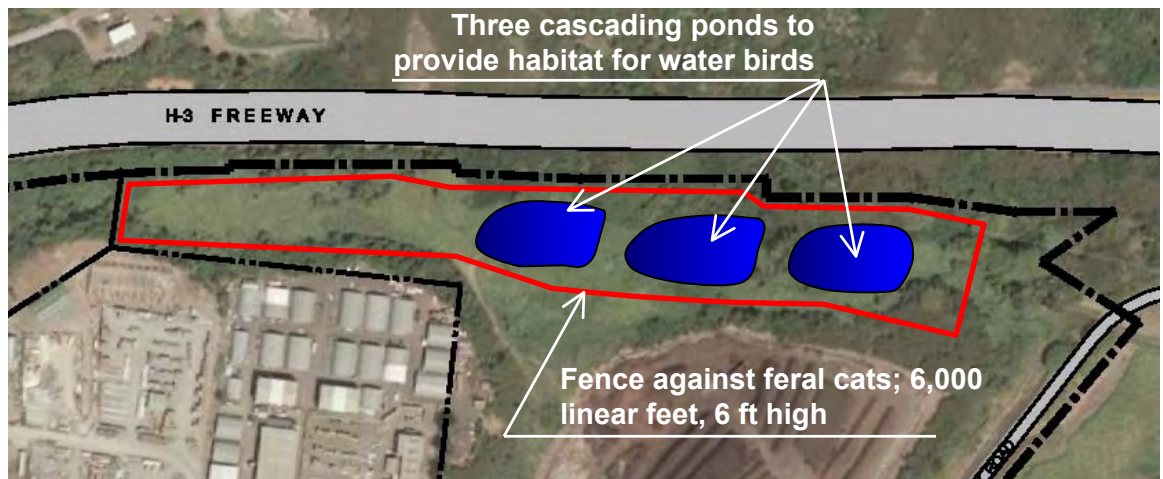 Three cascading ponds to
provide habitat for water birds
H-3 FREEWAY
Fence against feral cats; 6,000
linear feet, 6 ft high
ROAD